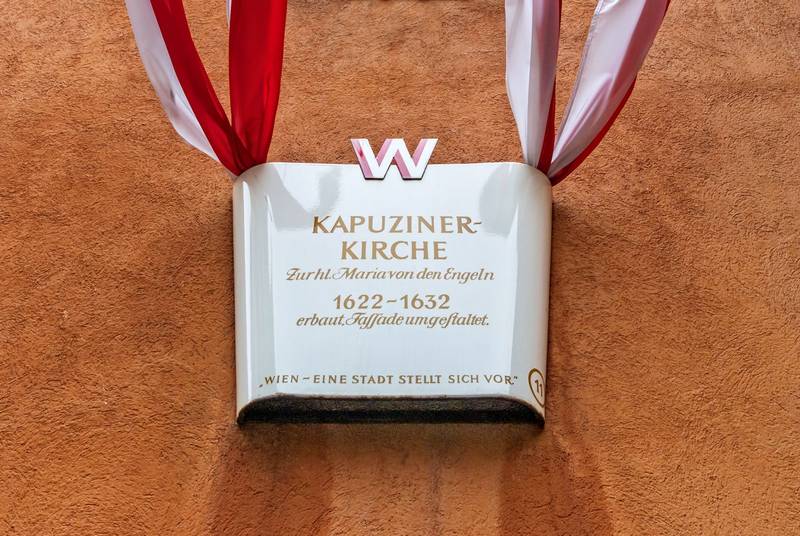 W
KAPUZINER-
KIRCHE
Zur hl. Maria von den Engeln
1622–1632
erbaut, Fassade umgestaltet.
„WIEN – EINE STADT STELLT SICH VOR.“
11